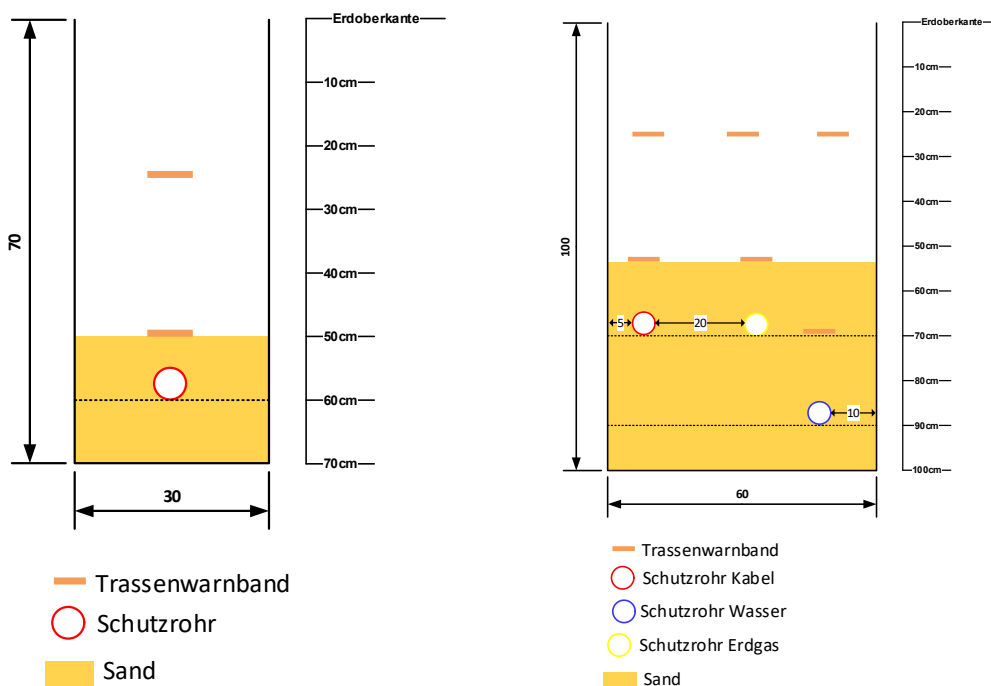 Erdoberkante
10cm
20cm
30cm
40cm
50cm
60cm
70cm
70
30
Trassenwarnband
Schutzrohr
Sand
Erdoberkante
10cm
20cm
30cm
40cm
50cm
60cm
70cm
80cm
90cm
100cm
100
5
20
10
60
Trassenwarnband
Schutzrohr Kabel
Schutzrohr Wasser
Schutzrohr Erdgas
Sand